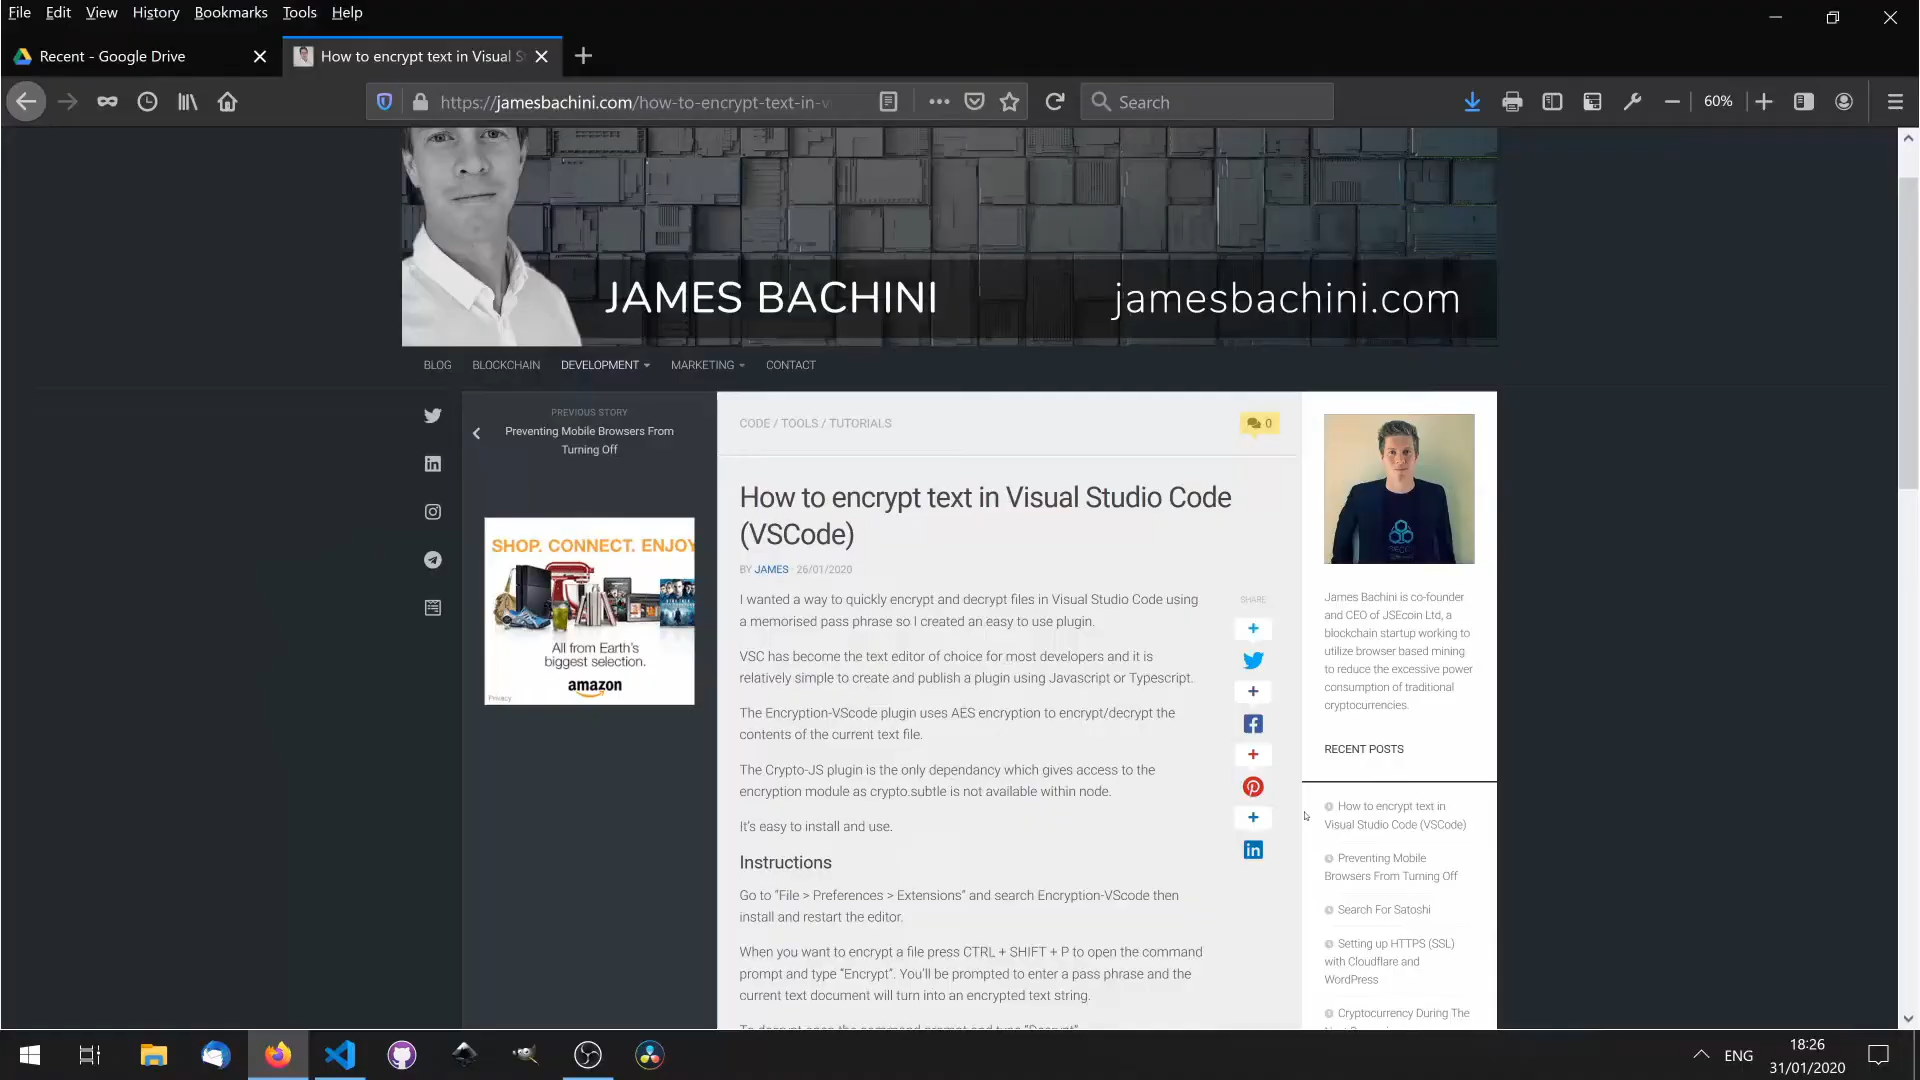 File Edit View History Bookmarks Tools Help
Recent - Google Drive
How to encrypt text in Visual S
https://jamesbachini.com/how-to-encrypt-text-in-v
Search
60%
JAMES BACHINI
jamesbachini.com
BLOG BLOCKCHAIN DEVELOPMENT MARKETING CONTACT
PREVIOUS STORY
Preventing Mobile Browsers From
Turning Off
SHOP. CONNECT. ENJOY
All from Earth's
biggest selection.
amazon
Privacy
CODE / TOOLS / TUTORIALS
0
How to encrypt text in Visual Studio Code
(VSCode)
BY JAMES · 26/01/2020
I wanted a way to quickly encrypt and decrypt files in Visual Studio Code using
a memorised pass phrase so I created an easy to use plugin.
VSC has become the text editor of choice for most developers and it is
relatively simple to create and publish a plugin using Javascript or Typescript.
The Encryption-VScode plugin uses AES encryption to encrypt/decrypt the
contents of the current text file.
The Crypto-JS plugin is the only dependancy which gives access to the
encryption module as crypto.subtle is not available within node.
It's easy to install and use.
Instructions
Go to “File > Preferences > Extensions” and search Encryption-VScode then
install and restart the editor.
When you want to encrypt a file press CTRL + SHIFT + P to open the command
prompt and type “Encrypt”. You'll be prompted to enter a pass phrase and the
current text document will turn into an encrypted text string.
To decrypt open the command prompt and type “Decrypt”
SHARE
James Bachini is co-founder
and CEO of JSEcoin Ltd, a
blockchain startup working to
utilize browser based mining
to reduce the excessive power
consumption of traditional
cryptocurrencies.
RECENT POSTS
How to encrypt text in
Visual Studio Code (VSCode)
Preventing Mobile
Browsers From Turning Off
Search For Satoshi
Setting up HTTPS (SSL)
with Cloudflare and
WordPress
Cryptocurrency During The
ENG
18:26
31/01/2020